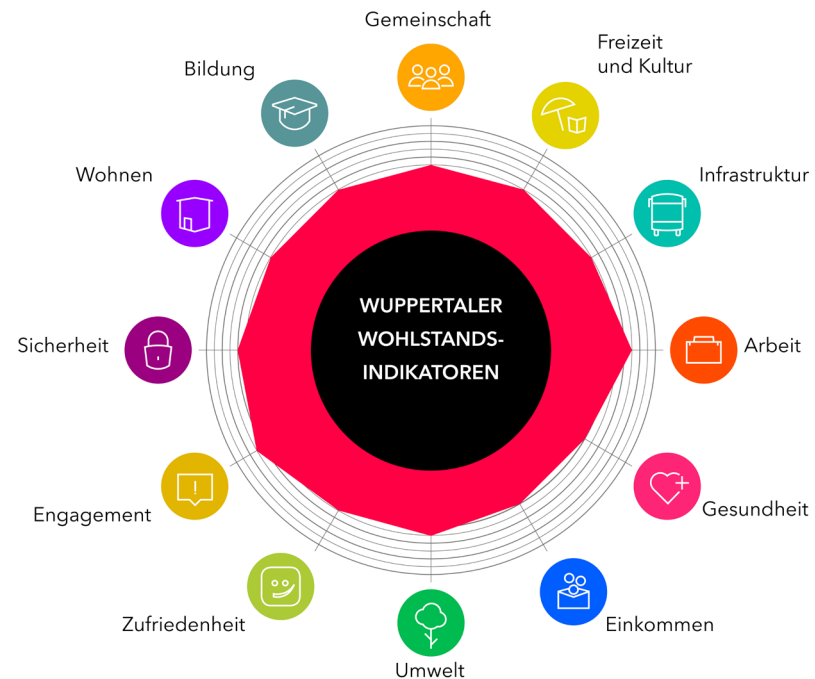 Gemeinschaft
Freizeit
und Kultur
Bildung
Wohnen
Infrastruktur
WUPPERTALER
WOHLSTANDS-
INDIKATOREN
Sicherheit
Arbeit
Engagement
Gesundheit
Zufriedenheit
Einkommen
Umwelt